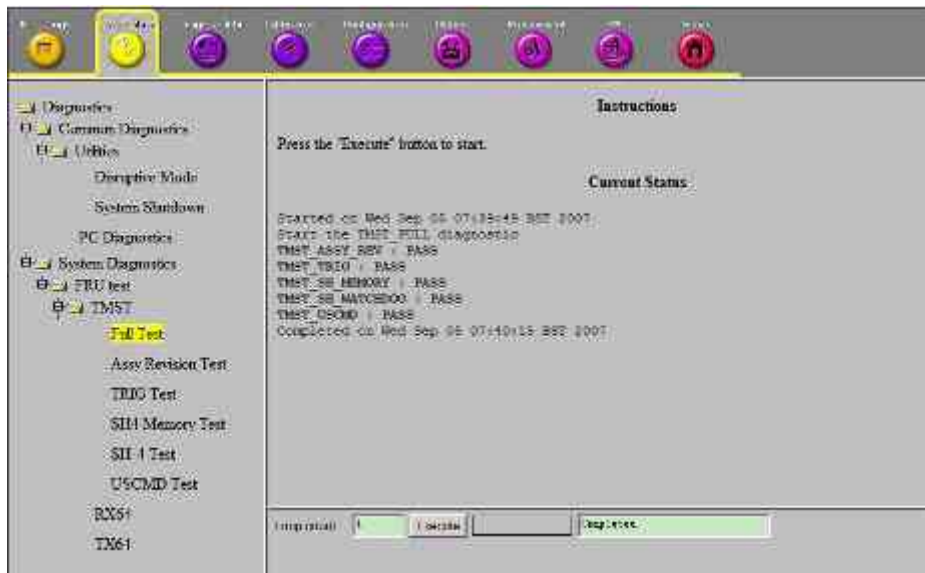 Diagnostics
Common Diagnostics
Utilities
Disruptive Mode
System Shutdown
PC Diagnostics
System Diagnostics
FRU test
TMST
Full Test
Assy Revision Test
TRIG Test
SH4 Memory Test
SH-4 Test
USCMD Test
RX64
TX64
Instructions
Press the "Execute" button to start.
Current Status
Started on Wed Sep 05 07:39:49 BST 2007
Start the TMST_FULL diagnostic
TMST_ASSY_REV : PASS
TMST_TRIG : PASS
TMST_SH_MEMORY : PASS
TMST_SH_WATCHDOG : PASS
TMST_USCMD : PASS
Completed on Wed Sep 05 07:40:15 BST 2007
Execute
Completed